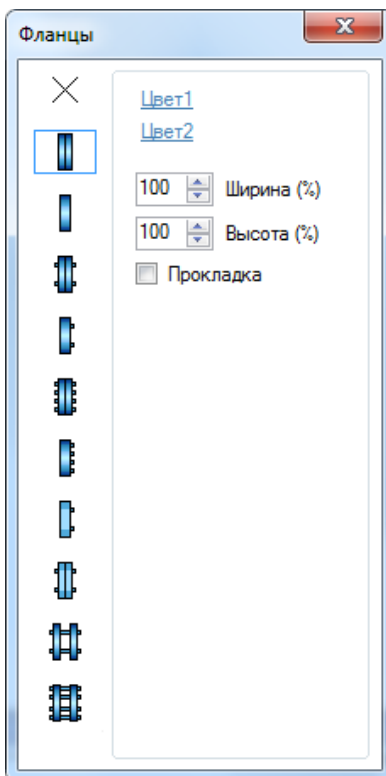 Фланцы
Цвет1
Цвет2
100 Ширина (%)
100 Высота (%)
Прокладка